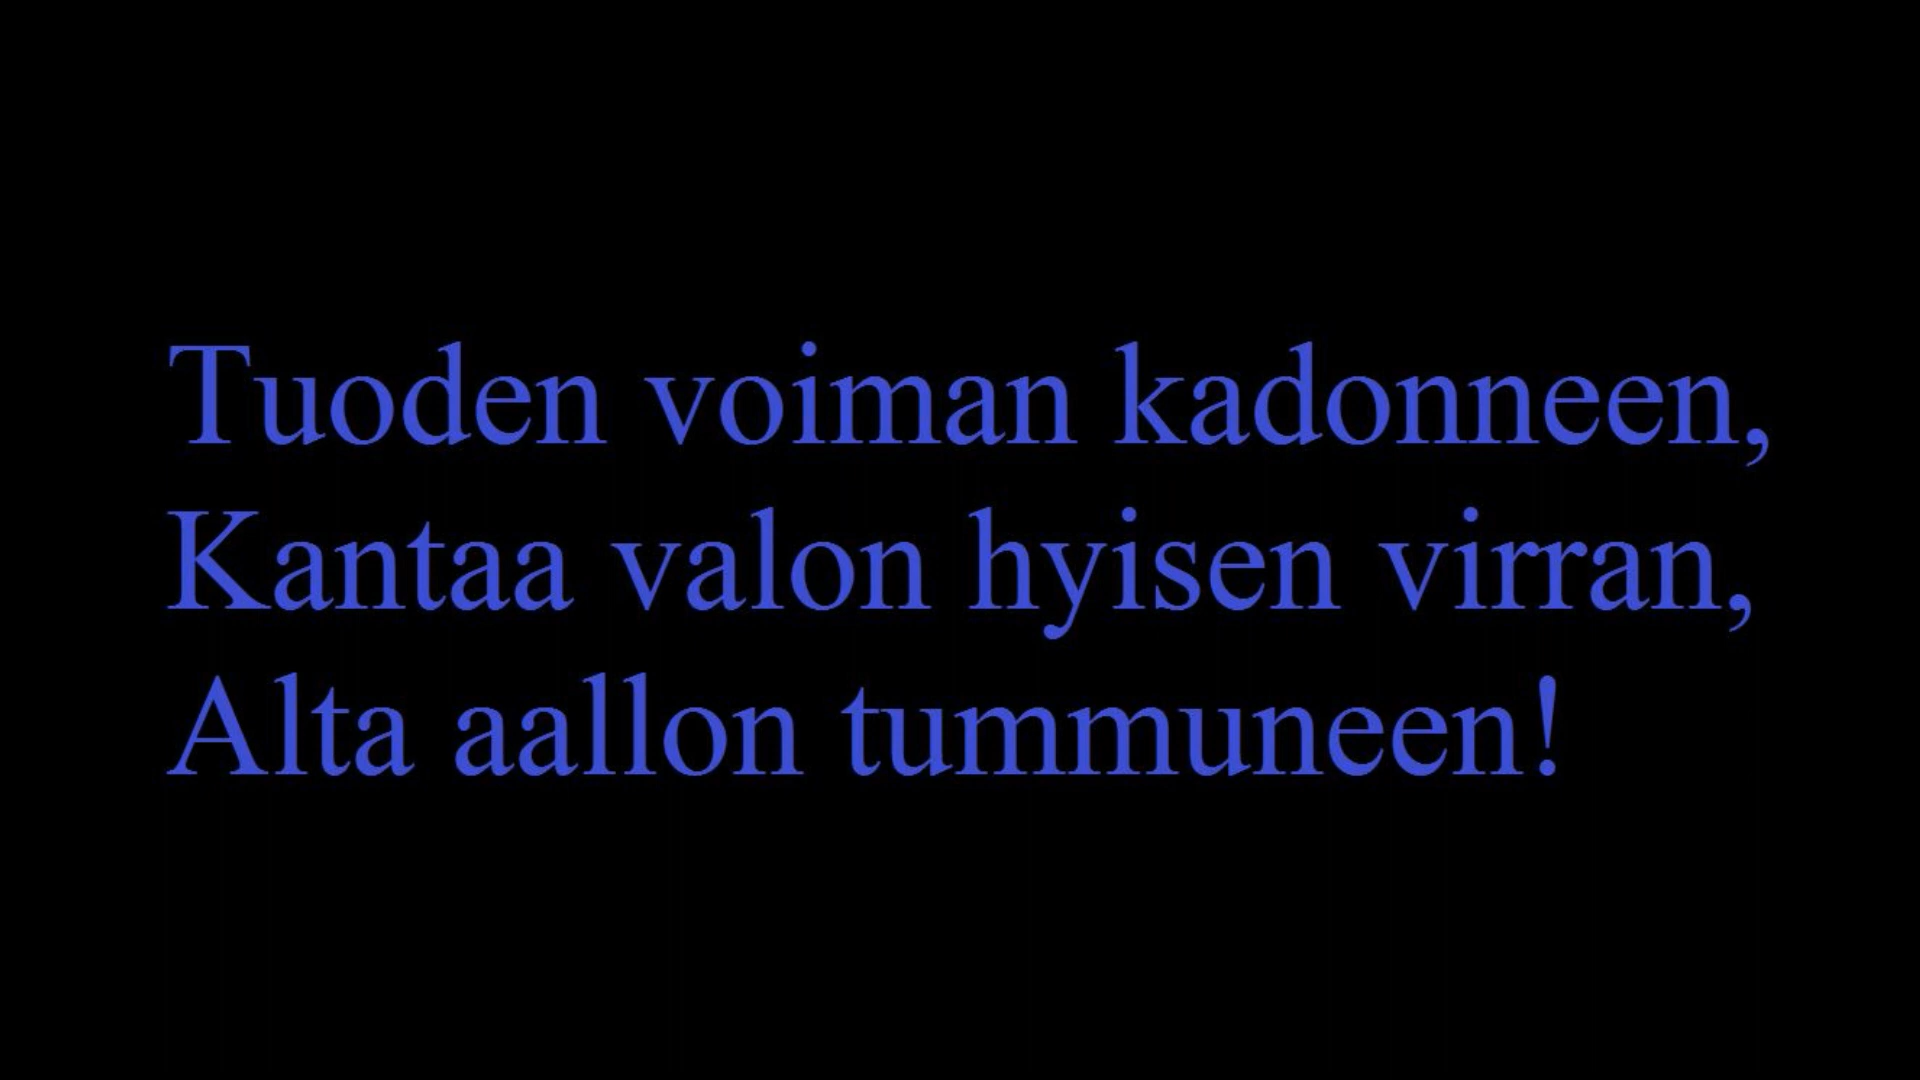 Tuoden voiman kadonneen,
Kantaa valon hyisen virran,
Alta aallon tummuneen!